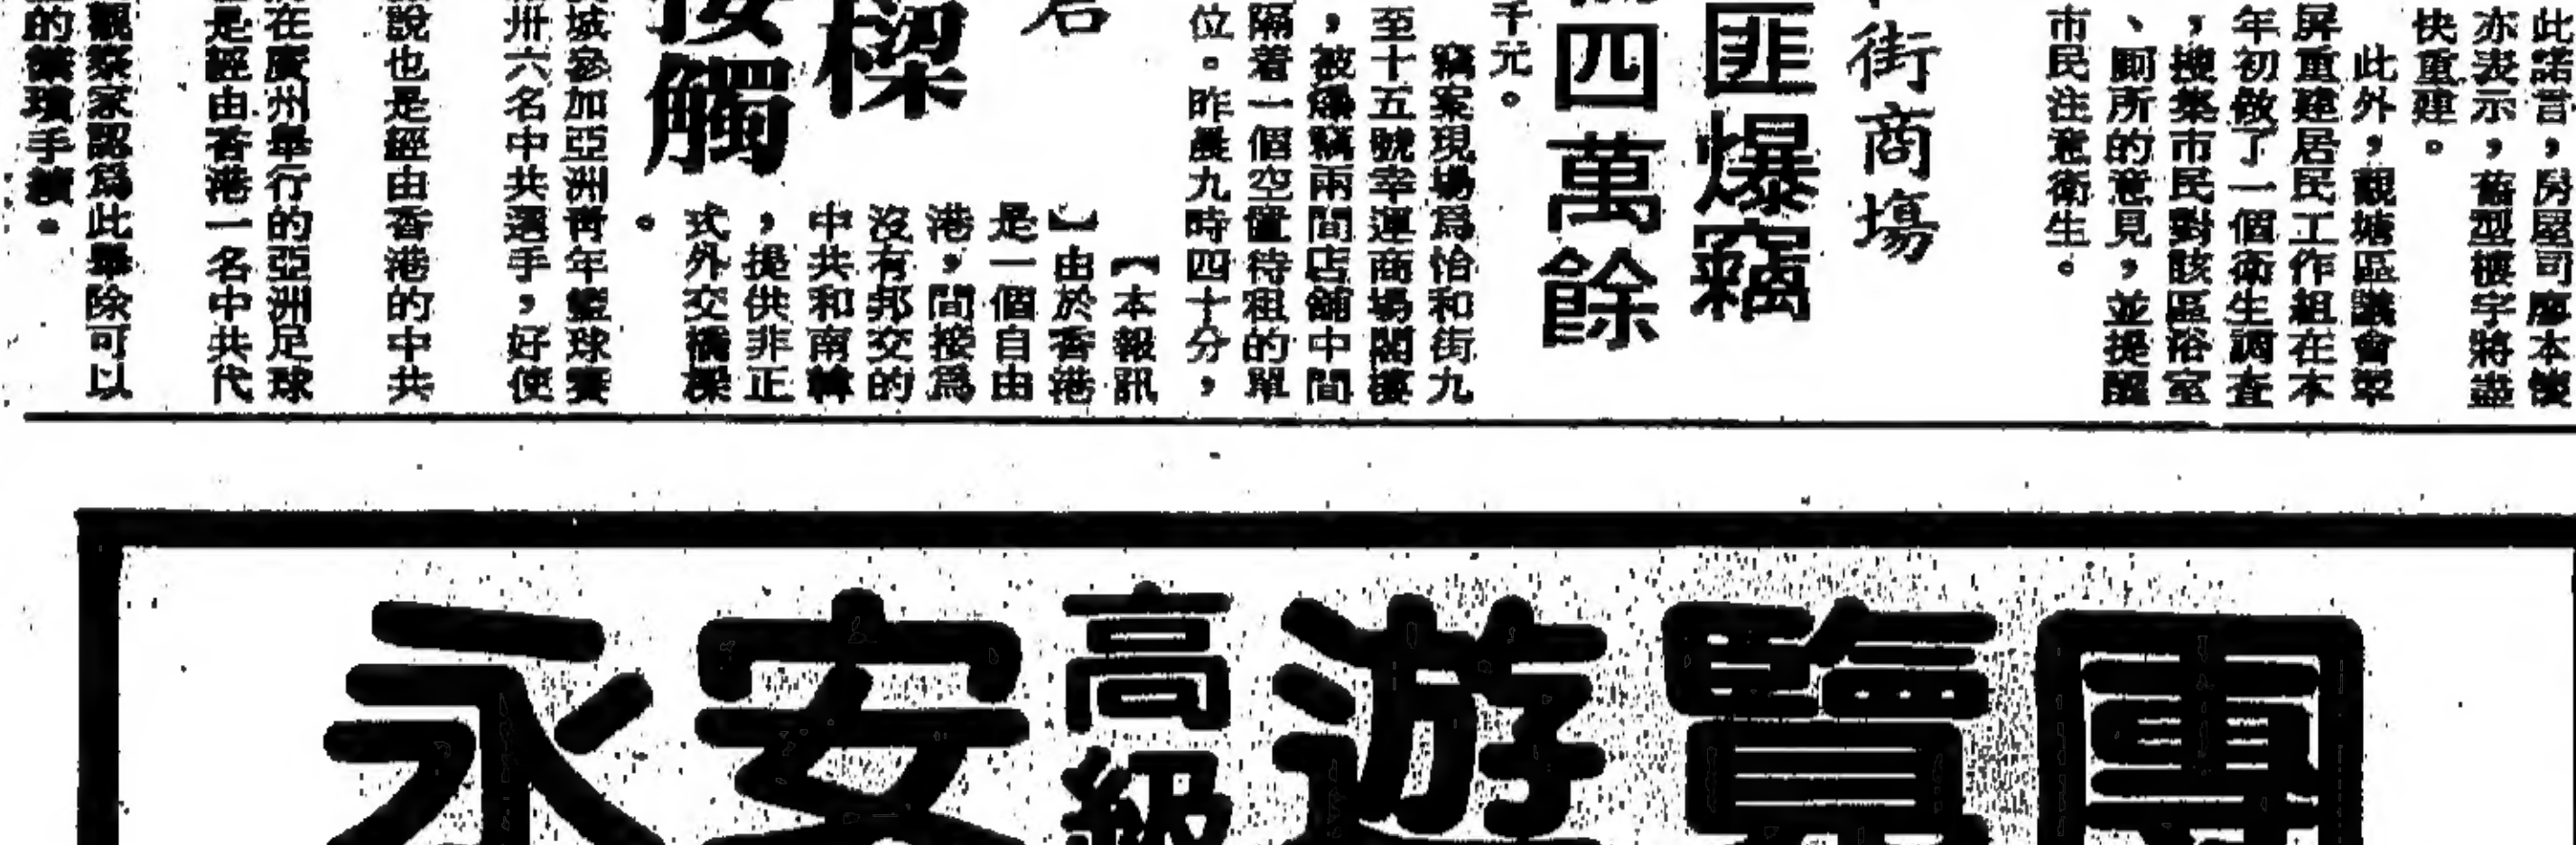 此諾言，房屋司廖本懷
亦表示，舊型樓宇將盡
快重建。
此外，觀塘區議會翠
屏重建居民工作組在本
年初做了一個衛生調查
，搜集市民對該區浴室
、廁所的意見，並提醒
市民注意衛生。
街商場
匪爆竊
四萬餘
千元。
竊案現場爲怡和街九
至十五號幸運商場閣樓
，被爆竊兩間店舖中間
隔着一個空置待租的單
位。昨晨九時四十分，
樑
接觸
【本報訊
】由於香港
是一個自由
港，間接爲
沒有邦交的
中共和南韓
，提供非正
式外交橋樑
。
城參加亞洲青年籃球賽
卅六名中共選手，好使
說也是經由香港的中共
在廣州舉行的亞洲足球
是經由香港一名中共代
觀察家認爲此舉除可以
的繁瑣手續。
永安高級遊覽團